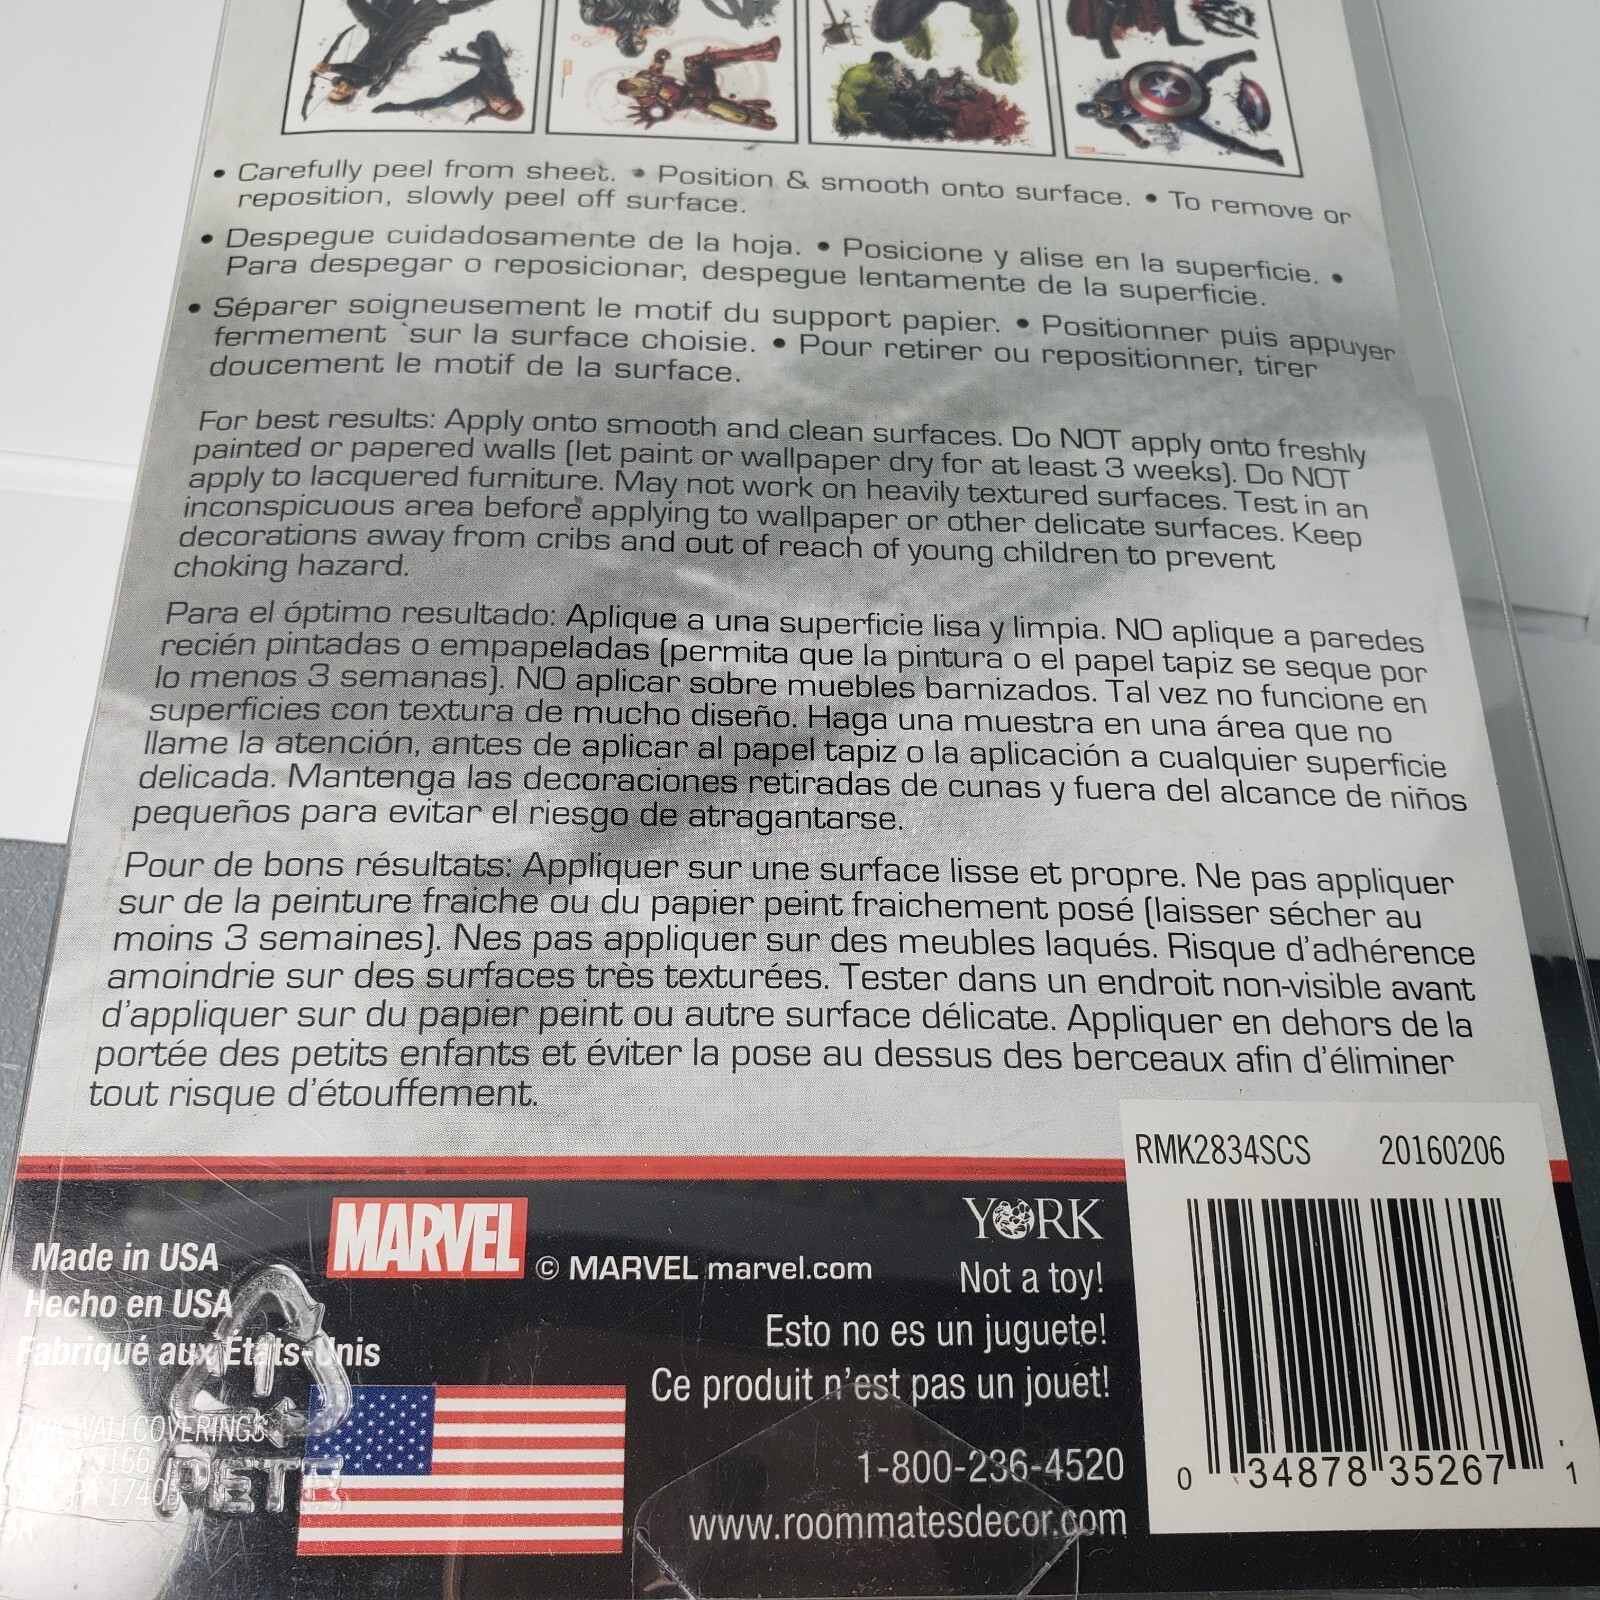 • Carefully peel from sheet. • Position & smooth onto surface. • To remove or
reposition, slowly peel off surface.
• Despegue cuidadosamente de la hoja. • Posicione y alise en la superficie. •
Para despegar o reposicionar, despegue lentamente de la superficie.
• Séparer soigneusement le motif du support papier. • Positionner puis appuyer
fermement `sur la surface choisie. • Pour retirer ou repositionner, tirer
doucement le motif de la surface.
For best results: Apply onto smooth and clean surfaces. Do NOT apply onto freshly
painted or papered walls (let paint or wallpaper dry for at least 3 weeks). Do NOT
apply to lacquered furniture. May not work on heavily textured surfaces. Test in an
inconspicuous area before applying to wallpaper or other delicate surfaces. Keep
decorations away from cribs and out of reach of young children to prevent
choking hazard.
Para el óptimo resultado: Aplique a una superficie lisa y limpia. NO aplique a paredes
recién pintadas o empapeladas (permita que la pintura o el papel tapiz se seque por
lo menos 3 semanas). NO aplicar sobre muebles barnizados. Tal vez no funcione en
superficies con textura de mucho diseño. Haga una muestra en una área que no
llame la atención, antes de aplicar al papel tapiz o la aplicación a cualquier superficie
delicada. Mantenga las decoraciones retiradas de cunas y fuera del alcance de niños
pequeños para evitar el riesgo de atragantarse.
Pour de bons résultats: Appliquer sur une surface lisse et propre. Ne pas appliquer
sur de la peinture fraiche ou du papier peint fraichement posé (laisser sécher au
moins 3 semaines). Nes pas appliquer sur des meubles laqués. Risque d'adhérence
amoindrie sur des surfaces très texturées. Tester dans un endroit non-visible avant
d'appliquer sur du papier peint ou autre surface délicate. Appliquer en dehors de la
portée des petits enfants et éviter la pose au dessus des berceaux afin d'éliminer
tout risque d'étouffement.
RMK2834SCS 20160206
0 34878 35267 1
Made in USA
Hecho en USA
Fabriqué aux États-Unis
MARVEL
© MARVEL marvel.com
YORK
Not a toy!
Esto no es un juguete!
Ce produit n'est pas un jouet!
1-800-236-4520
www.roommatesdecor.com
YORK WALLCOVERINGS
5166
PA 17405
PETE
1